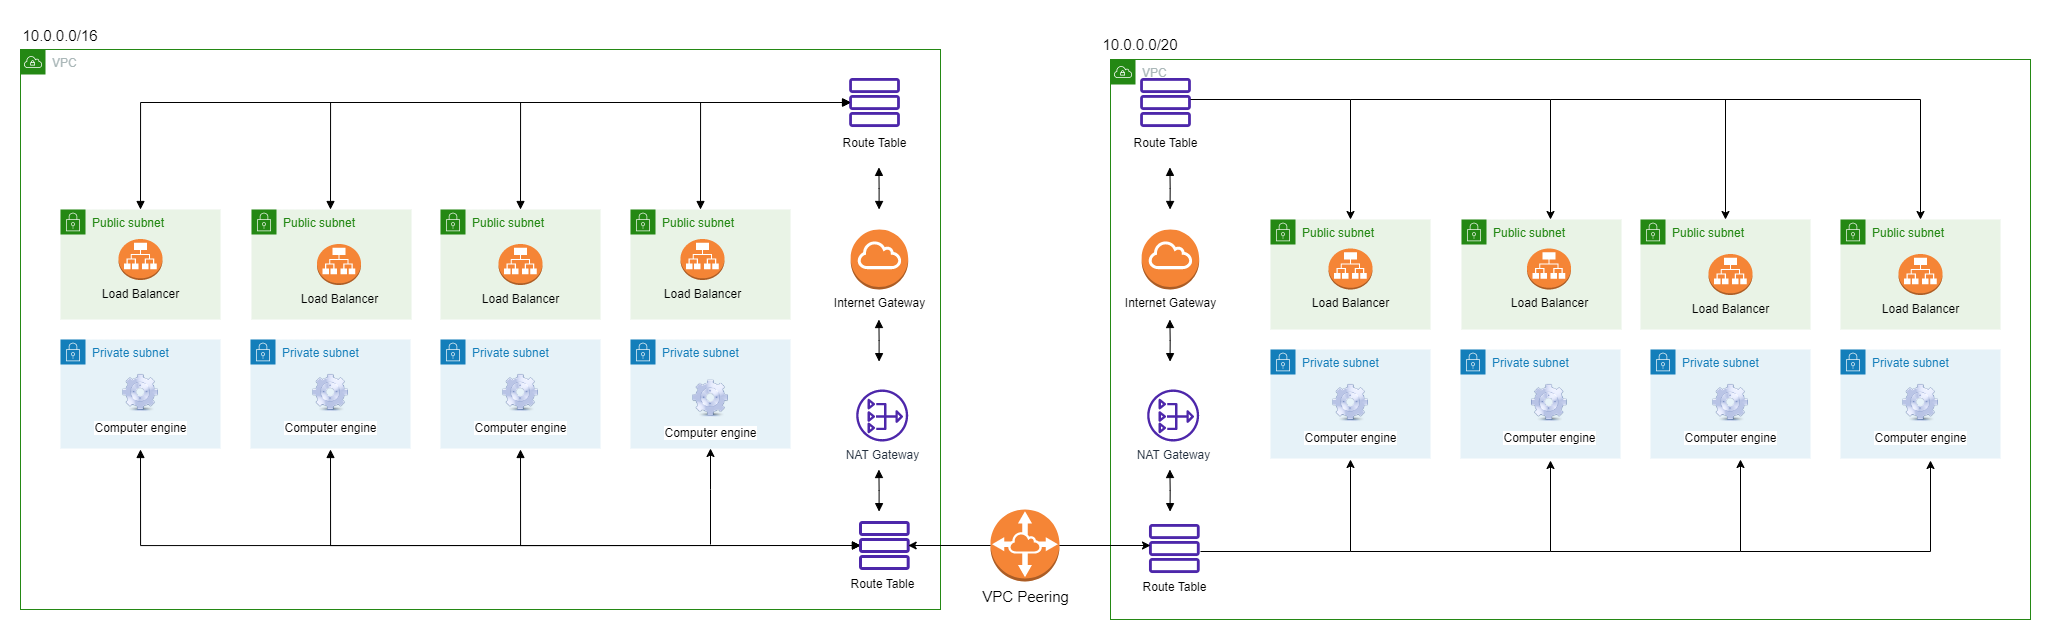 10.0.0.0/16
VPC
Route Table
Public subnet
Public subnet
Public subnet
Public subnet
Load Balancer
Load Balancer
Load Balancer
Load Balancer
Internet Gateway
Private subnet
Private subnet
Private subnet
Private subnet
Computer engine
Computer engine
Computer engine
Computer engine
NAT Gateway
Route Table
VPC Peering
10.0.0.0/20
VPC
Route Table
Internet Gateway
Public subnet
Public subnet
Public subnet
Public subnet
Load Balancer
Load Balancer
Load Balancer
Load Balancer
Private subnet
Private subnet
Private subnet
Private subnet
Computer engine
Computer engine
Computer engine
Computer engine
NAT Gateway
Route Table